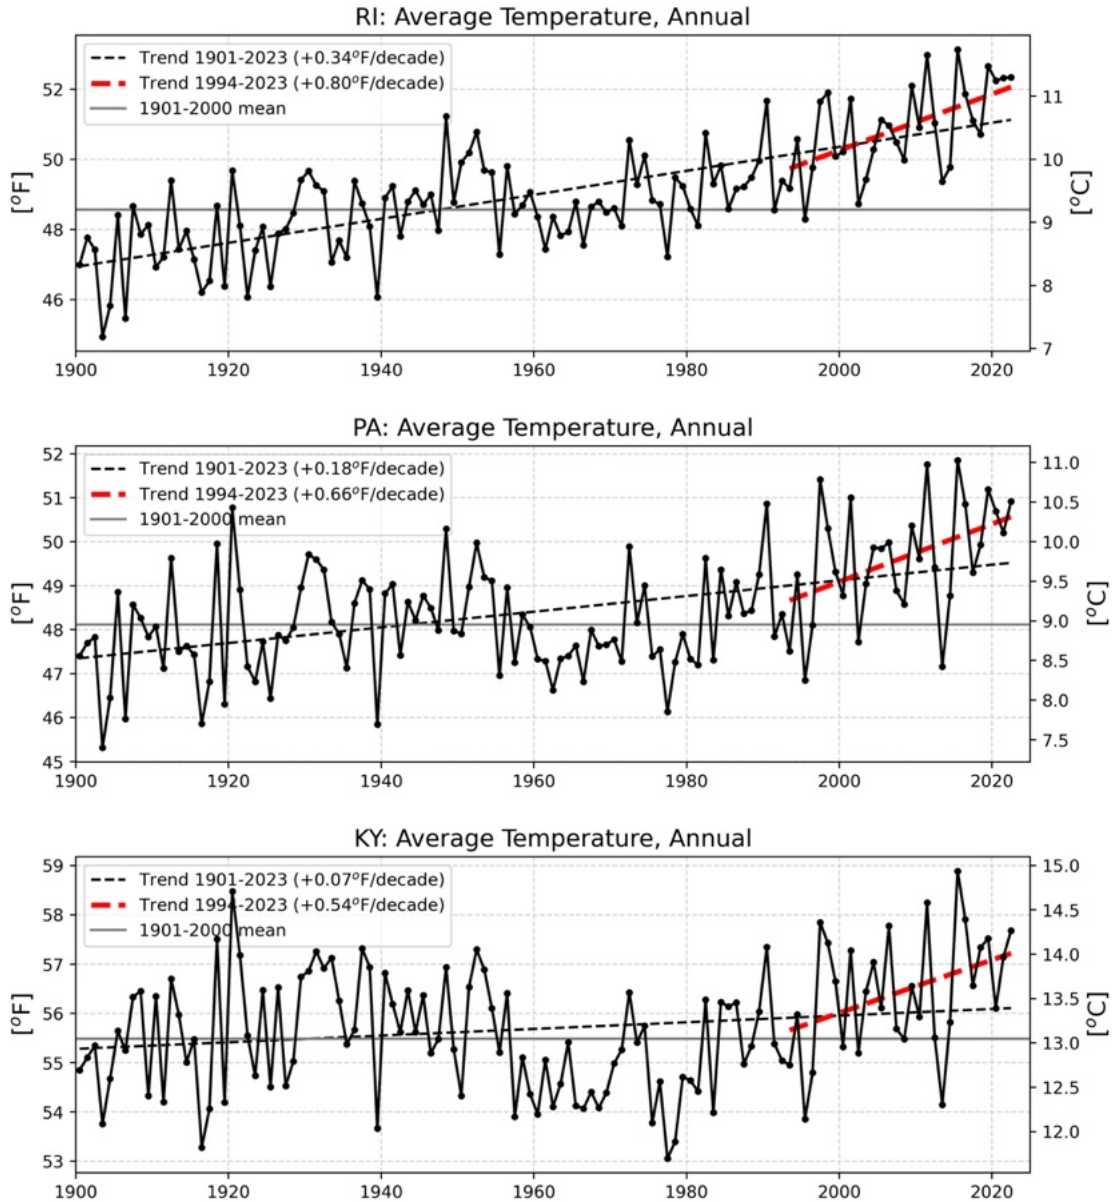 RI: Average Temperature, Annual
Trend 1901-2023 (+0.34°F/decade)
Trend 1994-2023 (+0.80°F/decade)
1901-2000 mean
[°F]
52
50
48
46
[°C]
11
10
9
8
7
1900 1920 1940 1960 1980 2000 2020
PA: Average Temperature, Annual
Trend 1901-2023 (+0.18°F/decade)
Trend 1994-2023 (+0.66°F/decade)
1901-2000 mean
[°F]
52
51
50
49
48
47
46
45
[°C]
11.0
10.5
10.0
9.5
9.0
8.5
8.0
7.5
1900 1920 1940 1960 1980 2000 2020
KY: Average Temperature, Annual
Trend 1901-2023 (+0.07°F/decade)
Trend 1994-2023 (+0.54°F/decade)
1901-2000 mean
[°F]
59
58
57
56
55
54
53
[°C]
15.0
14.5
14.0
13.5
13.0
12.5
12.0
1900 1920 1940 1960 1980 2000 2020